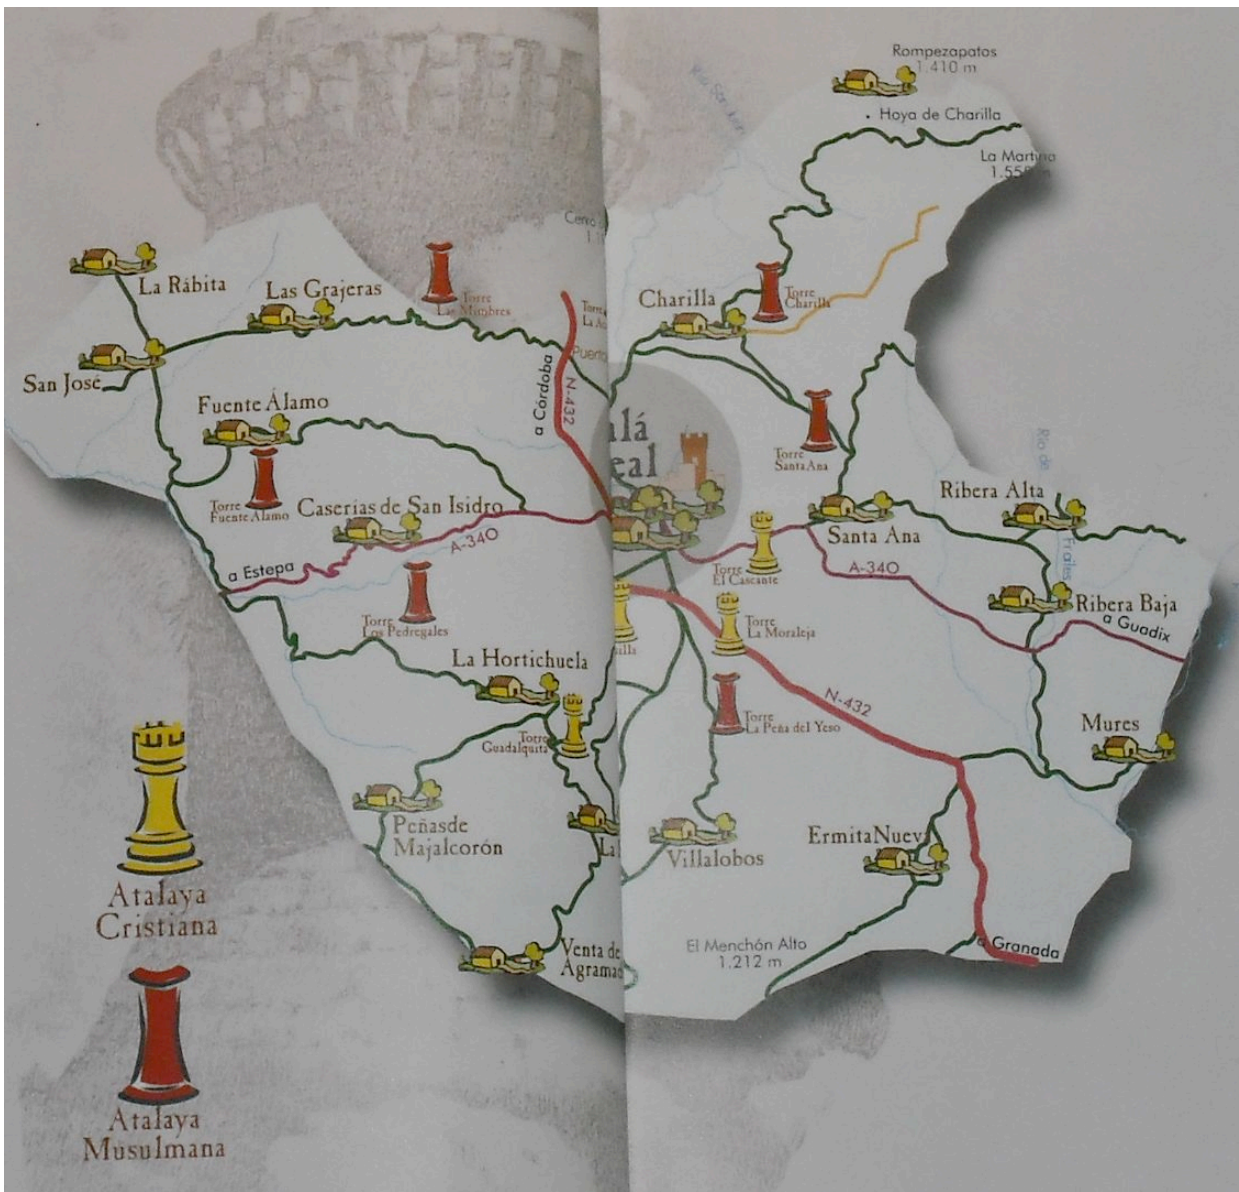 Rompezapatos
1.410 m
Hoya de Charilla
La Martina
La Rábita
Las Grajeras
Torre
Las Mimbres
Charilla
Torre
Charilla
San José
Fuente Álamo
a Córdoba
N-432
Torre
Santa Ana
Torre
Fuente Álamo
Caserías de San Isidro
A-340
a Estepa
Ribera Alta
Santa Ana
Torre
El Cascante
A-340
Frailes
Ribera Baja
a Guadix
Torre
Los Pedregales
Torre
La Moraleja
La Hortichuela
N-432
Torre
La Peña del Yeso
Torre
Guadalquita
Mures
Peñas de
Majalcorón
Villalobos
Ermita Nueva
Venta de
El Menchón Alto
1.212 m
a Granada
Atalaya
Cristiana
Atalaya
Musulmana